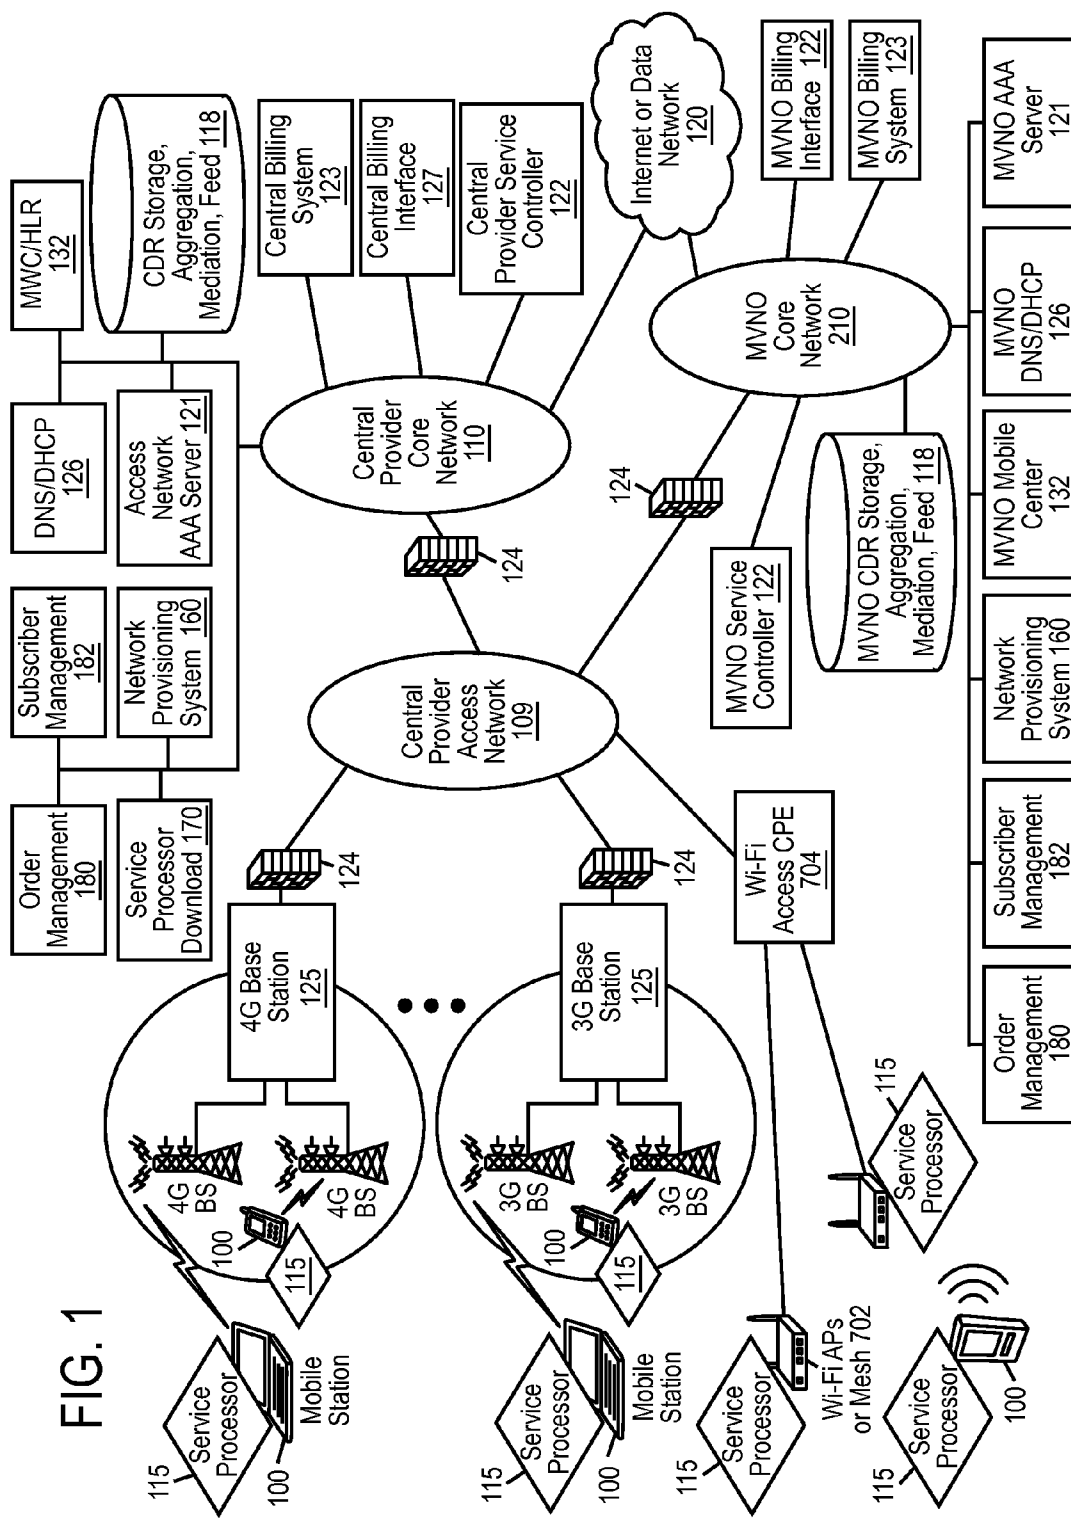 FIG. 1
Order
Management
180
Subscriber
Management
182
DNS/DHCP
126
MWC/HLR
132
Service
Processor
Download 170
Network
Provisioning
System 160
Access
Network
AAA Server 121
CDR Storage,
Aggregation,
Mediation, Feed 118
115
Service
Processor
100
Mobile
Station
4G
BS
4G
BS
100
115
4G Base
Station
125
124
Central
Provider
Access
Network
109
124
Central
Provider
Core
Network
110
Central Billing
System
123
Central Billing
Interface
127
Central
Provider Service
Controller
122
115
Service
Processor
100
Mobile
Station
3G
BS
3G
BS
100
115
3G Base
Station
125
124
124
Internet or Data
Network
120
115
Service
Processor
Wi-Fi APs
or Mesh 702
Wi-Fi
Access CPE
704
MVNO Service
Controller 122
MVNO
Core
Network
210
MVNO Billing
Interface 122
MVNO Billing
System 123
115
Service
Processor
100
115
Service
Processor
MVNO CDR Storage,
Aggregation,
Mediation, Feed 118
Order
Management
180
Subscriber
Management
182
Network
Provisioning
System 160
MVNO Mobile
Center
132
MVNO
DNS/DHCP
126
MVNO AAA
Server
121